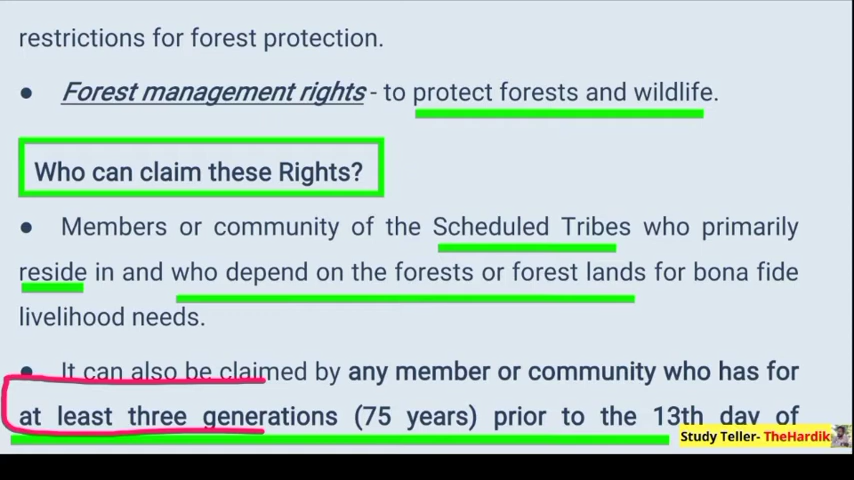 restrictions for forest protection.
● Forest management rights - to protect forests and wildlife.
Who can claim these Rights?
● Members or community of the Scheduled Tribes who primarily
reside in and who depend on the forests or forest lands for bona fide
livelihood needs.
● It can also be claimed by any member or community who has for
at least three generations (75 years) prior to the 13th day of
Study Teller- TheHardik